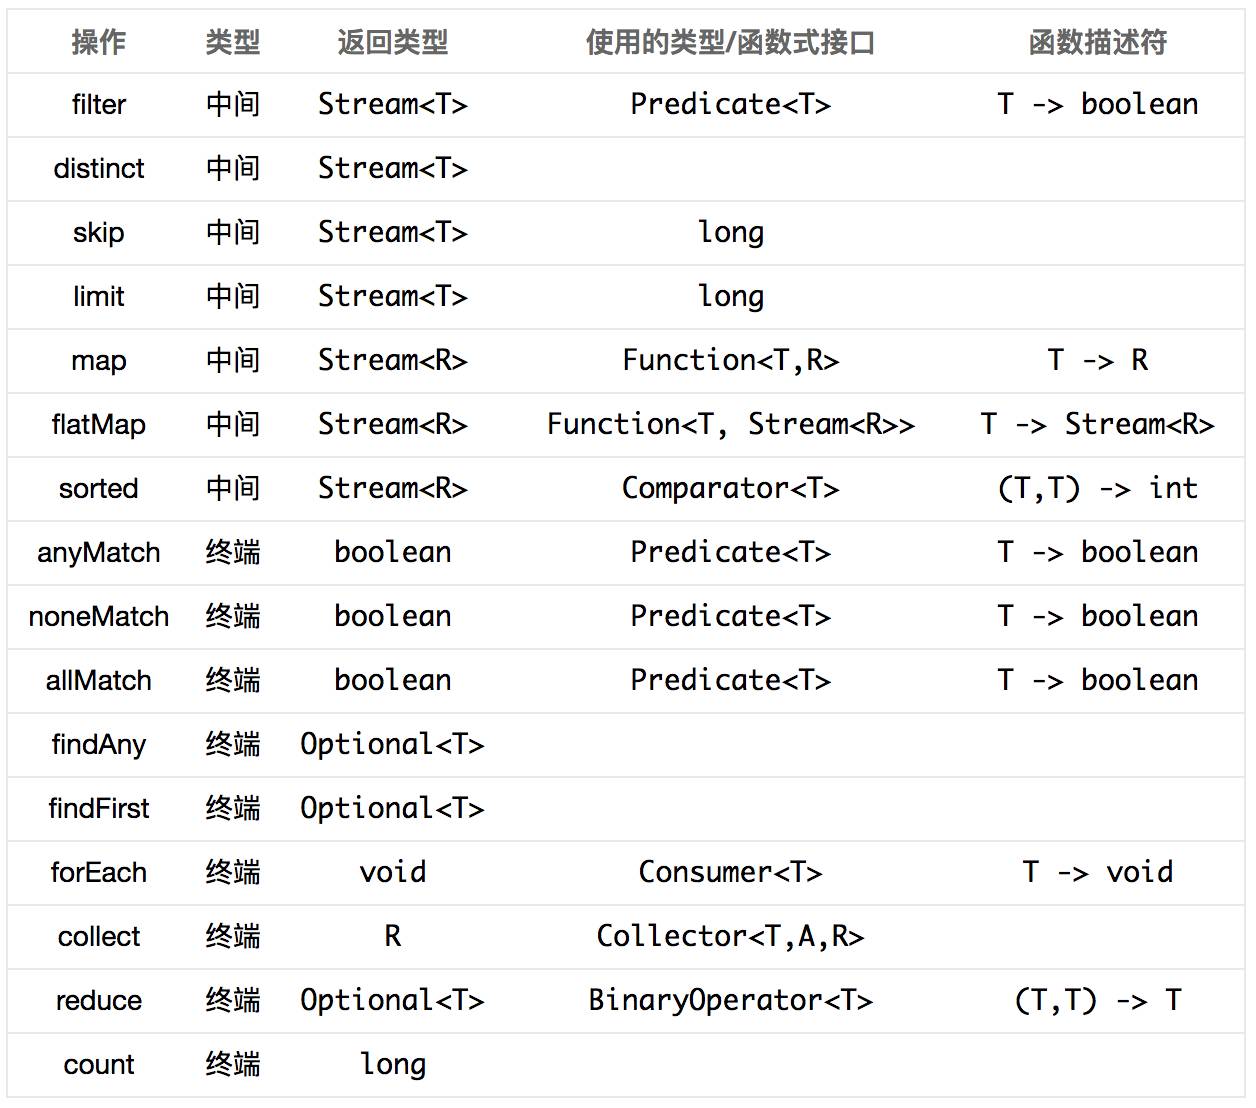 操作 类型 返回类型 使用的类型/函数式接口 函数描述符
filter 中间 Stream<T> Predicate<T> T -> boolean
distinct 中间 Stream<T>
skip 中间 Stream<T> long
limit 中间 Stream<T> long
map 中间 Stream<R> Function<T,R> T -> R
flatMap 中间 Stream<R> Function<T, Stream<R>> T -> Stream<R>
sorted 中间 Stream<R> Comparator<T> (T,T) -> int
anyMatch 终端 boolean Predicate<T> T -> boolean
noneMatch 终端 boolean Predicate<T> T -> boolean
allMatch 终端 boolean Predicate<T> T -> boolean
findAny 终端 Optional<T>
findFirst 终端 Optional<T>
forEach 终端 void Consumer<T> T -> void
collect 终端 R Collector<T,A,R>
reduce 终端 Optional<T> BinaryOperator<T> (T,T) -> T
count 终端 long